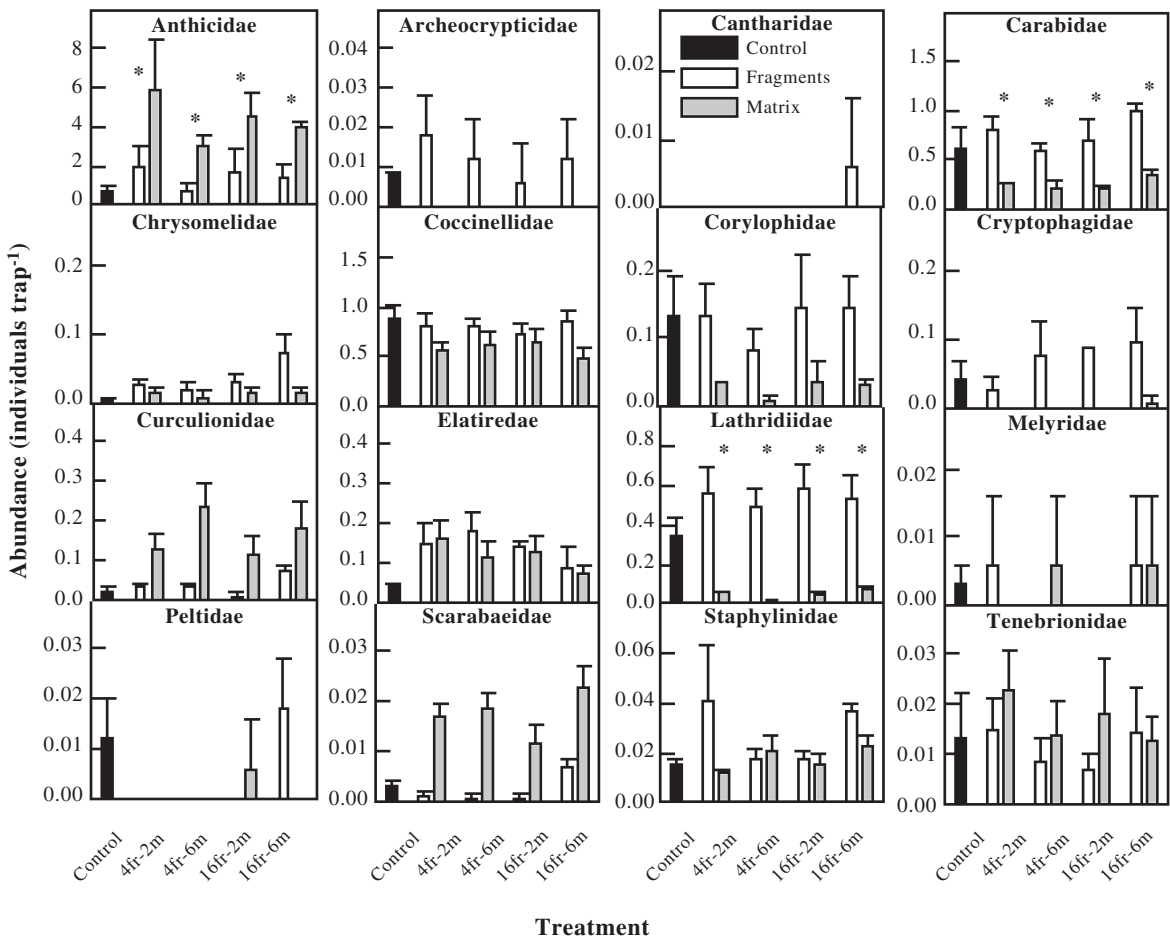 Anthicidae
8
6
4
2
0
* * * *
Archeocrypticidae
0.04
0.03
0.02
0.01
0.00
Cantharidae
Control
Fragments
Matrix
0.02
0.01
0.00
Carabidae
1.5
1.0
0.5
0.0
* * * *
Chrysomelidae
0.2
0.1
0.0
Coccinellidae
1.5
1.0
0.5
0.0
Corylophidae
0.2
0.1
0.0
Cryptophagidae
0.2
0.1
0.0
Curculionidae
0.4
0.3
0.2
0.1
0.0
Elatiredae
0.4
0.3
0.2
0.1
0.0
Lathridiidae
0.8
0.6
0.4
0.2
0.0
* * * *
Melyridae
0.02
0.01
0.00
Peltidae
0.03
0.02
0.01
0.00
Scarabaeidae
0.03
0.02
0.01
0.00
Staphylinidae
0.06
0.04
0.02
0.00
Tenebrionidae
0.03
0.02
0.01
0.00
Abundance (individuals trap-1)
Control
4fr-2m
4fr-6m
16fr-2m
16fr-6m
Control
4fr-2m
4fr-6m
16fr-2m
16fr-6m
Control
4fr-2m
4fr-6m
16fr-2m
16fr-6m
Control
4fr-2m
4fr-6m
16fr-2m
16fr-6m
Treatment